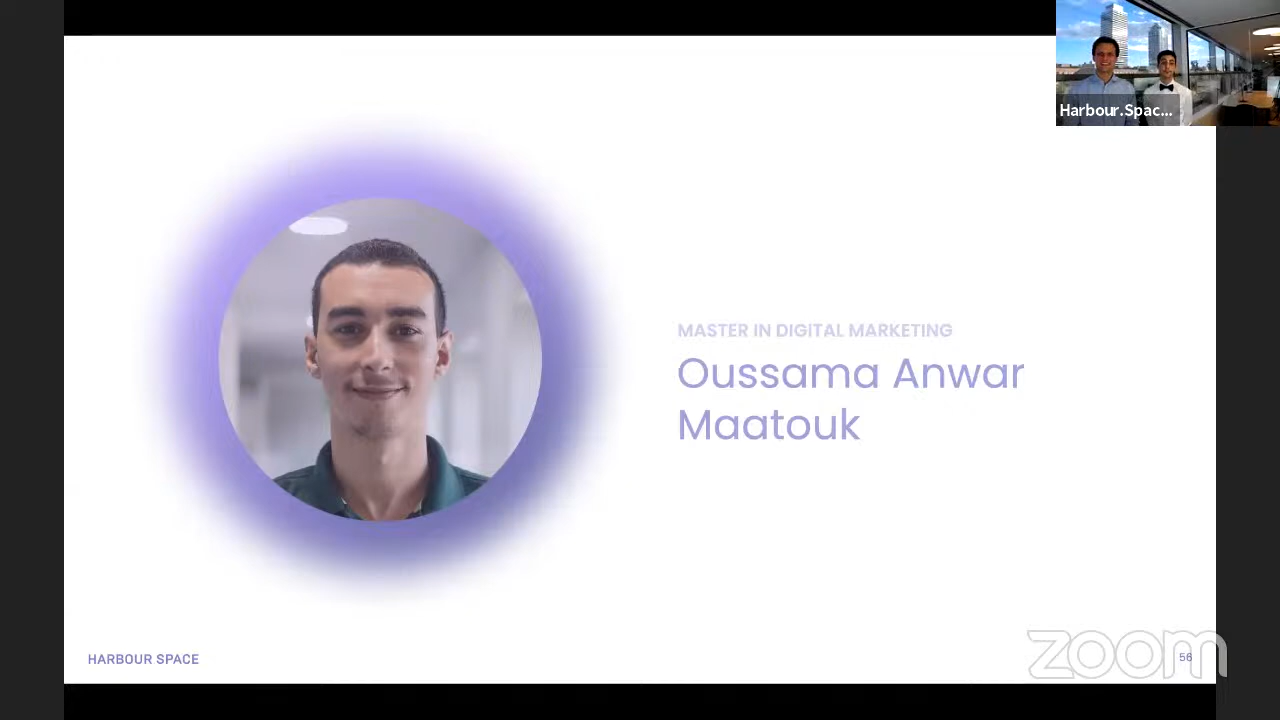 Harbour.Spac...
MASTER IN DIGITAL MARKETING
Oussama Anwar
Maatouk
HARBOUR SPACE
zoom
56